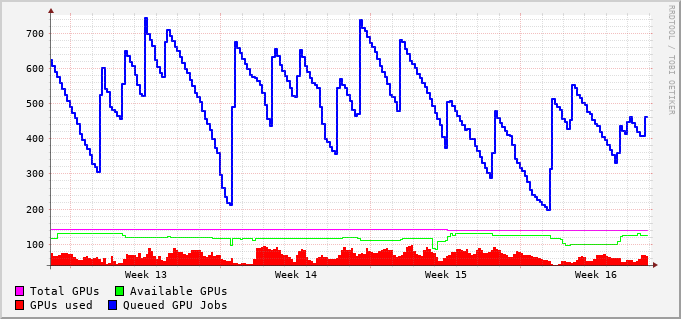 700
600
500
400
300
200
100
Week 13 Week 14 Week 15 Week 16
Total GPUs Available GPUs
GPUs used Queued GPU Jobs
RRDTOOL / TOBI OETIKER